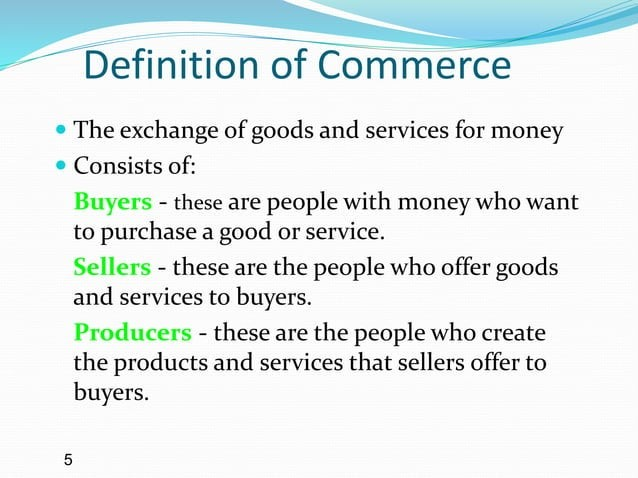 Definition of Commerce
• The exchange of goods and services for money
• Consists of:
Buyers - these are people with money who want
to purchase a good or service.
Sellers - these are the people who offer goods
and services to buyers.
Producers - these are the people who create
the products and services that sellers offer to
buyers.
5